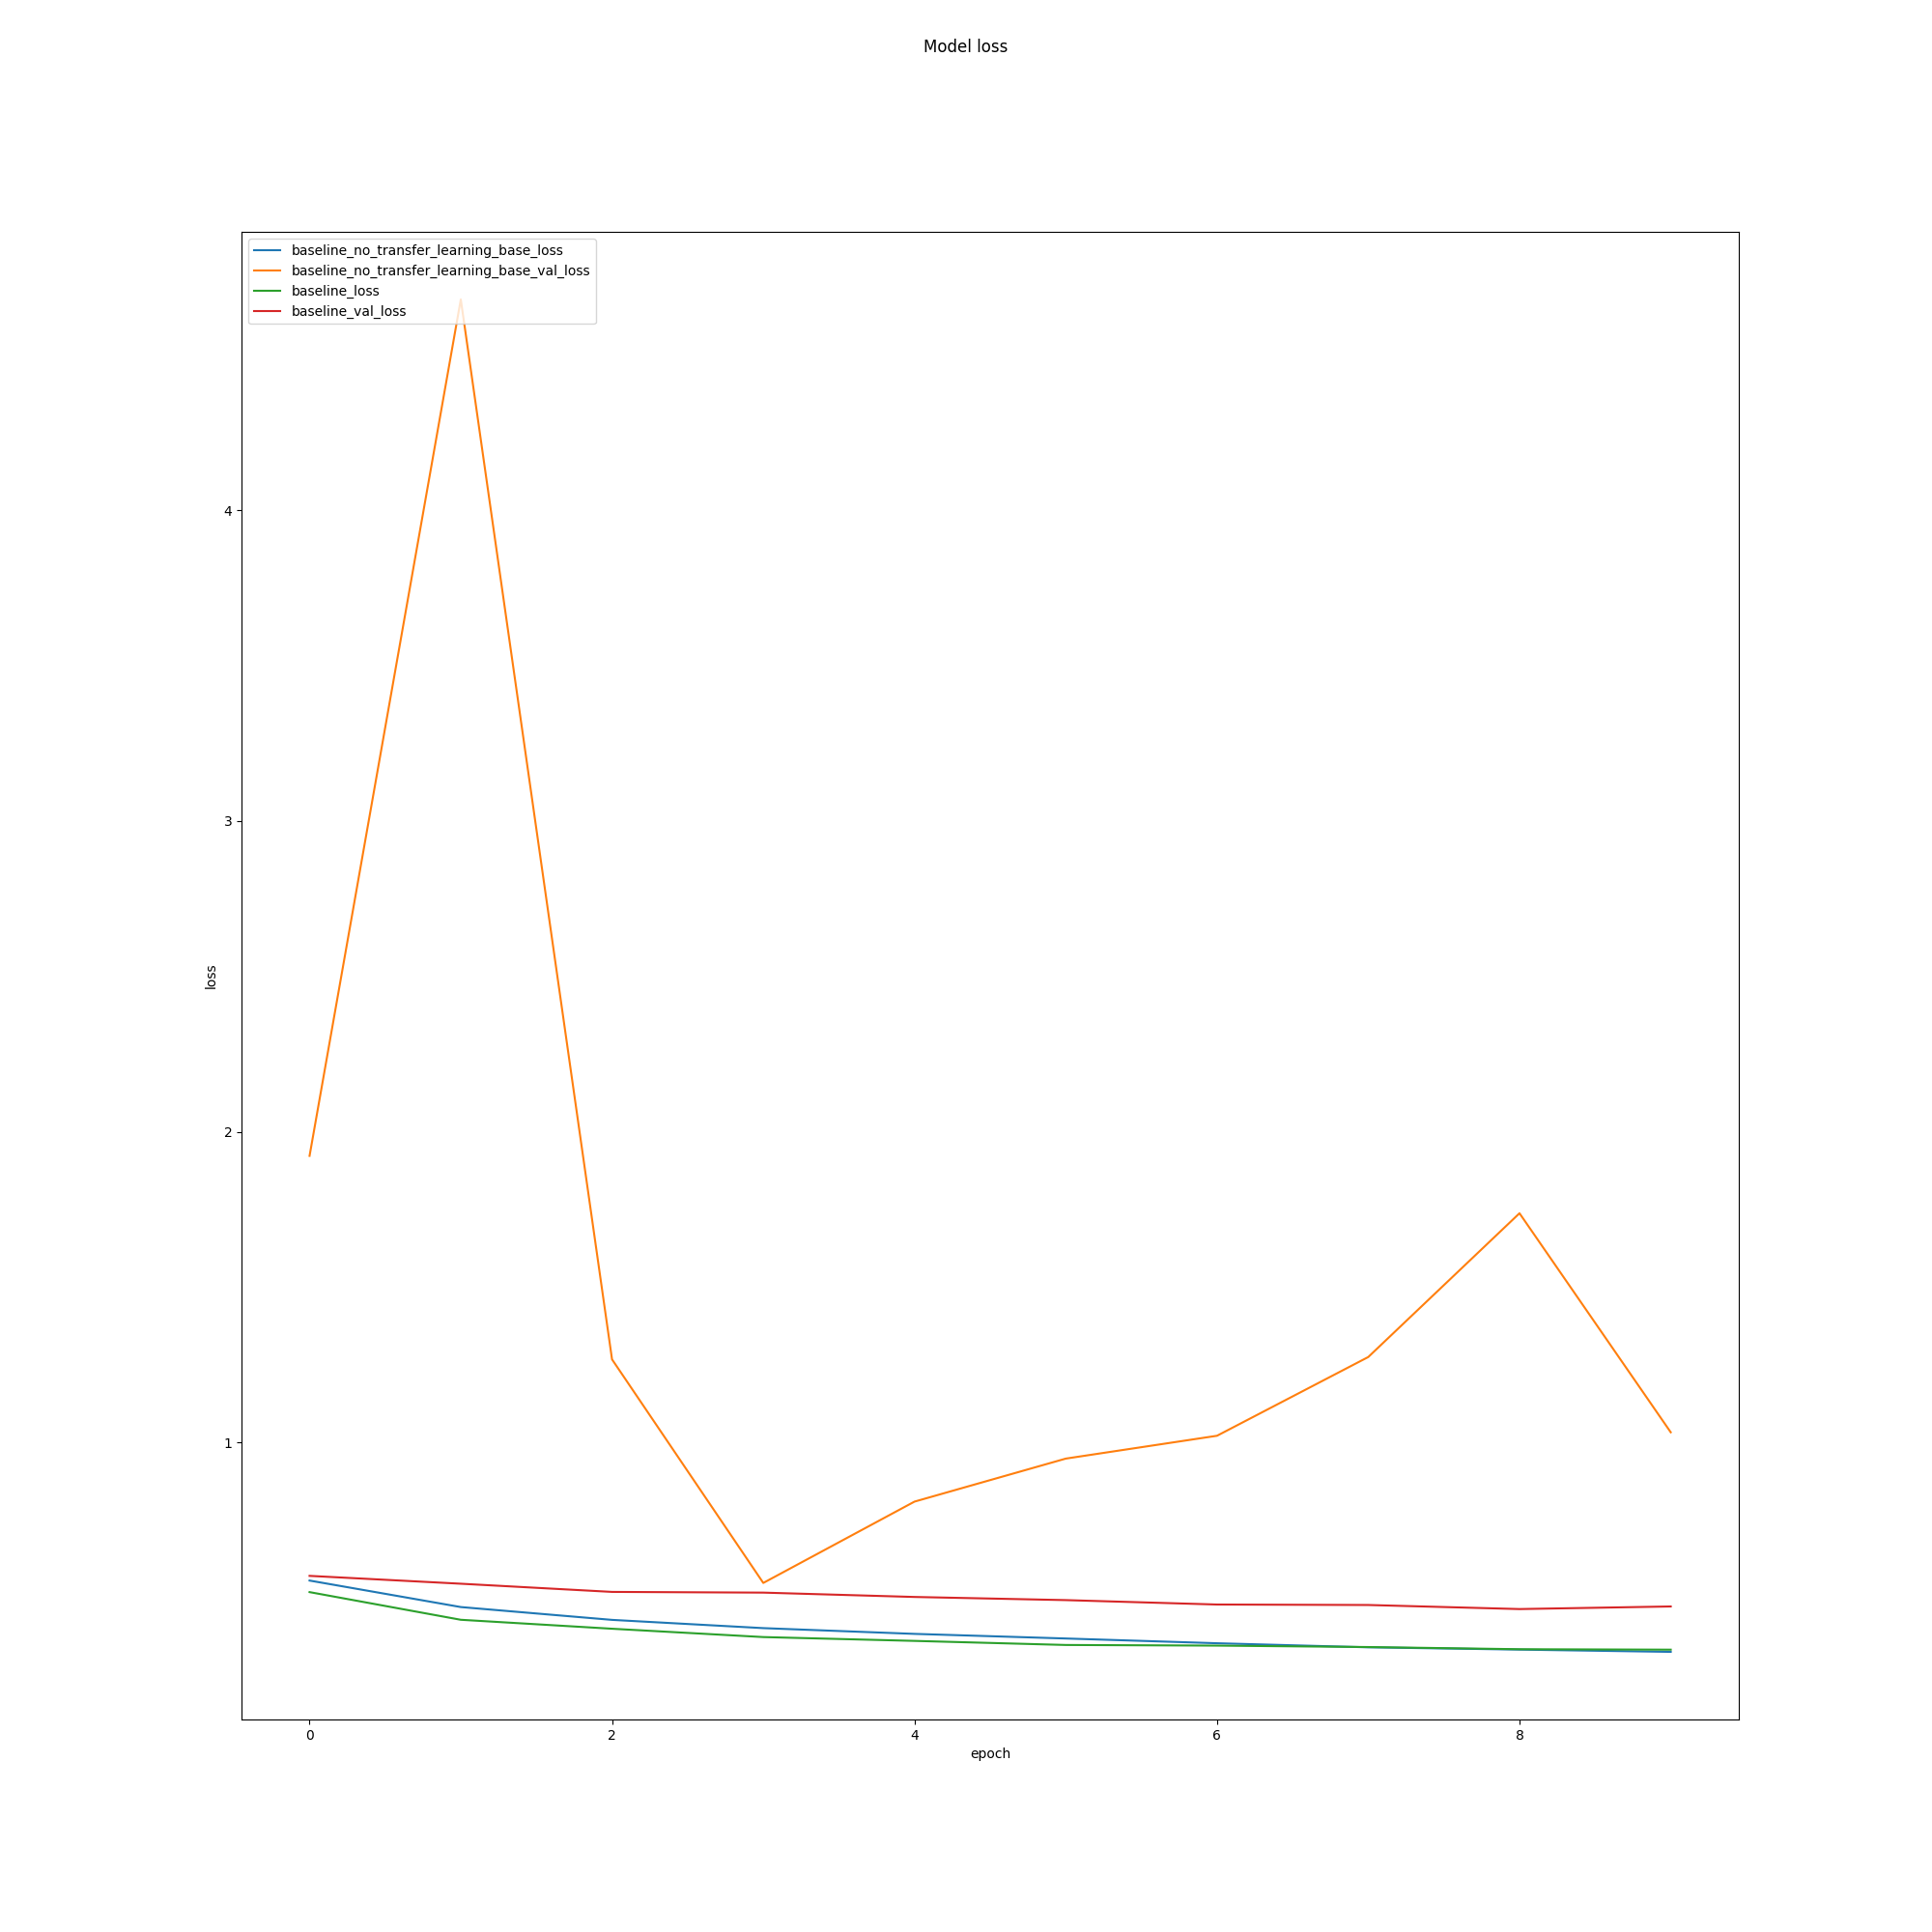 Model loss
baseline_no_transfer_learning_base_loss
baseline_no_transfer_learning_base_val_loss
baseline_loss
baseline_val_loss
4
3
2
1
loss
0 2 4 6 8
epoch